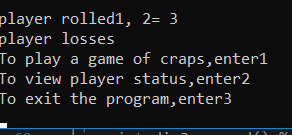 player rolled1, 2= 3
player losses
To play a game of craps,enter1
To view player status,enter2
To exit the program,enter3